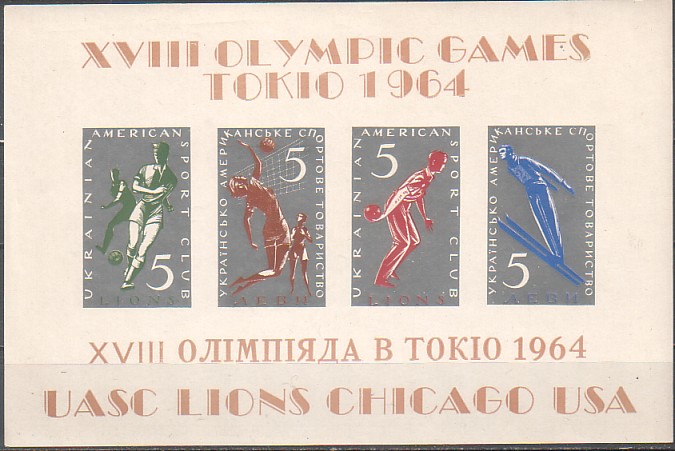 XVIII OLYMPIC GAMES
TOKIO 1964
UKRAINIAN AMERICAN SPORT CLUB
5
LIONS
УКРАЇНСЬКО АМЕРИКАНСЬКЕ СПОРТОВЕ ТОВАРИСТВО
5
ЛЕВИ
UKRAINIAN AMERICAN SPORT CLUB
5
LIONS
УКРАЇНСЬКО АМЕРИКАНСЬКЕ СПОРТОВЕ ТОВАРИСТВО
5
ЛЕВИ
XVIII ОЛІМПІЯДА В ТОКІО 1964
UASC LIONS CHICAGO USA